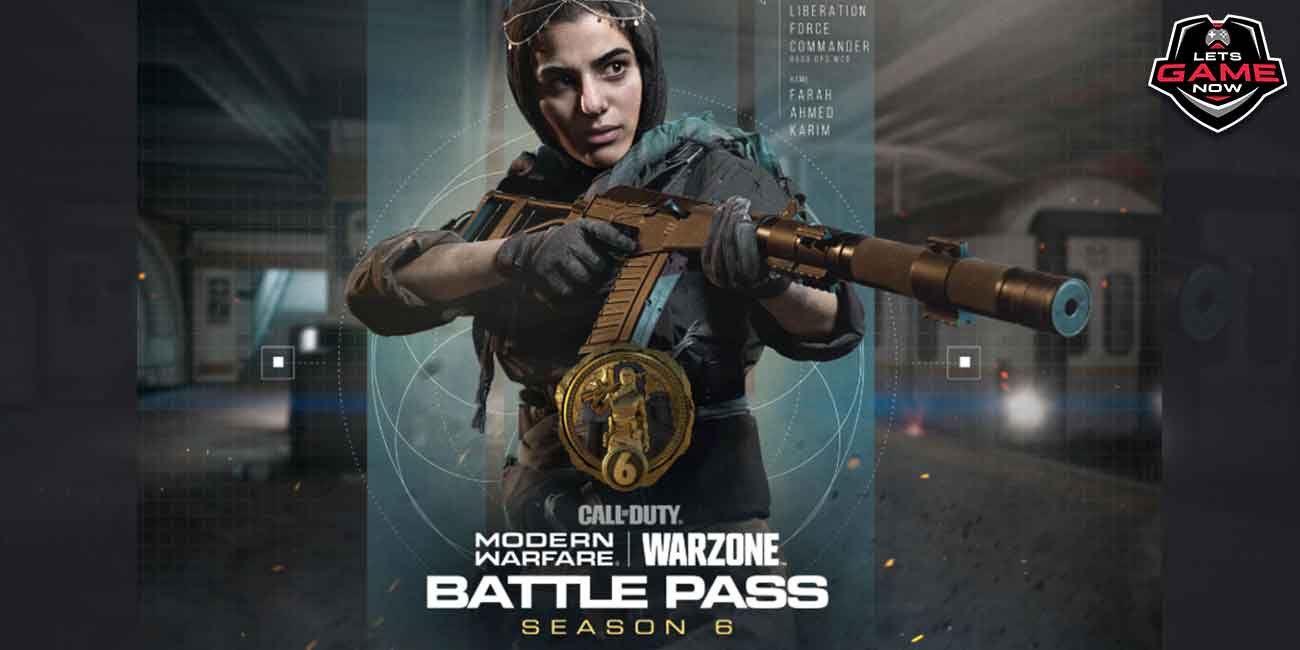 LIBERATION
FORCE
COMMANDER
NAME
FARAH
AHMED
KARIM
LETS
GAME
NOW
6
CALL OF DUTY
MODERN
WARFARE
WARZONE
BATTLE PASS
SEASON 6